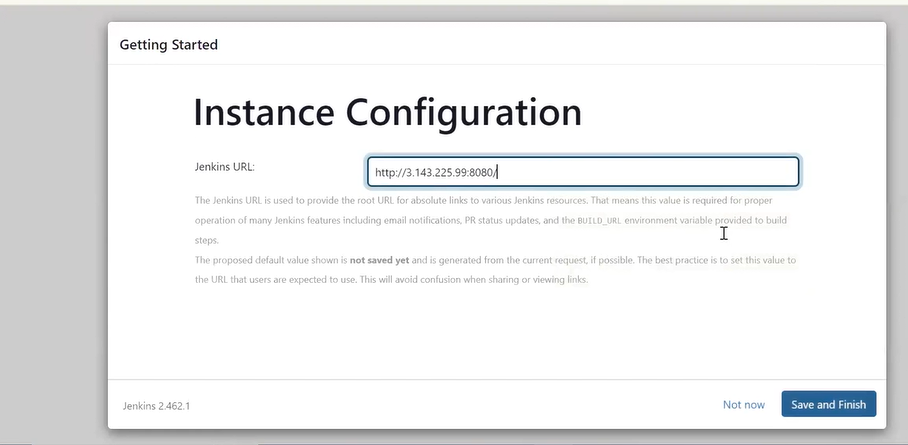 Getting Started
Instance Configuration
Jenkins URL:
http://3.143.225.99:8080/
The Jenkins URL is used to provide the root URL for absolute links to various Jenkins resources. That means this value is required for proper
operation of many Jenkins features including email notifications, PR status updates, and the BUILD_URL environment variable provided to build
steps.
The proposed default value shown is not saved yet and is generated from the current request, if possible. The best practice is to set this value to
the URL that users are expected to use. This will avoid confusion when sharing or viewing links.
Jenkins 2.462.1
Not now
Save and Finish